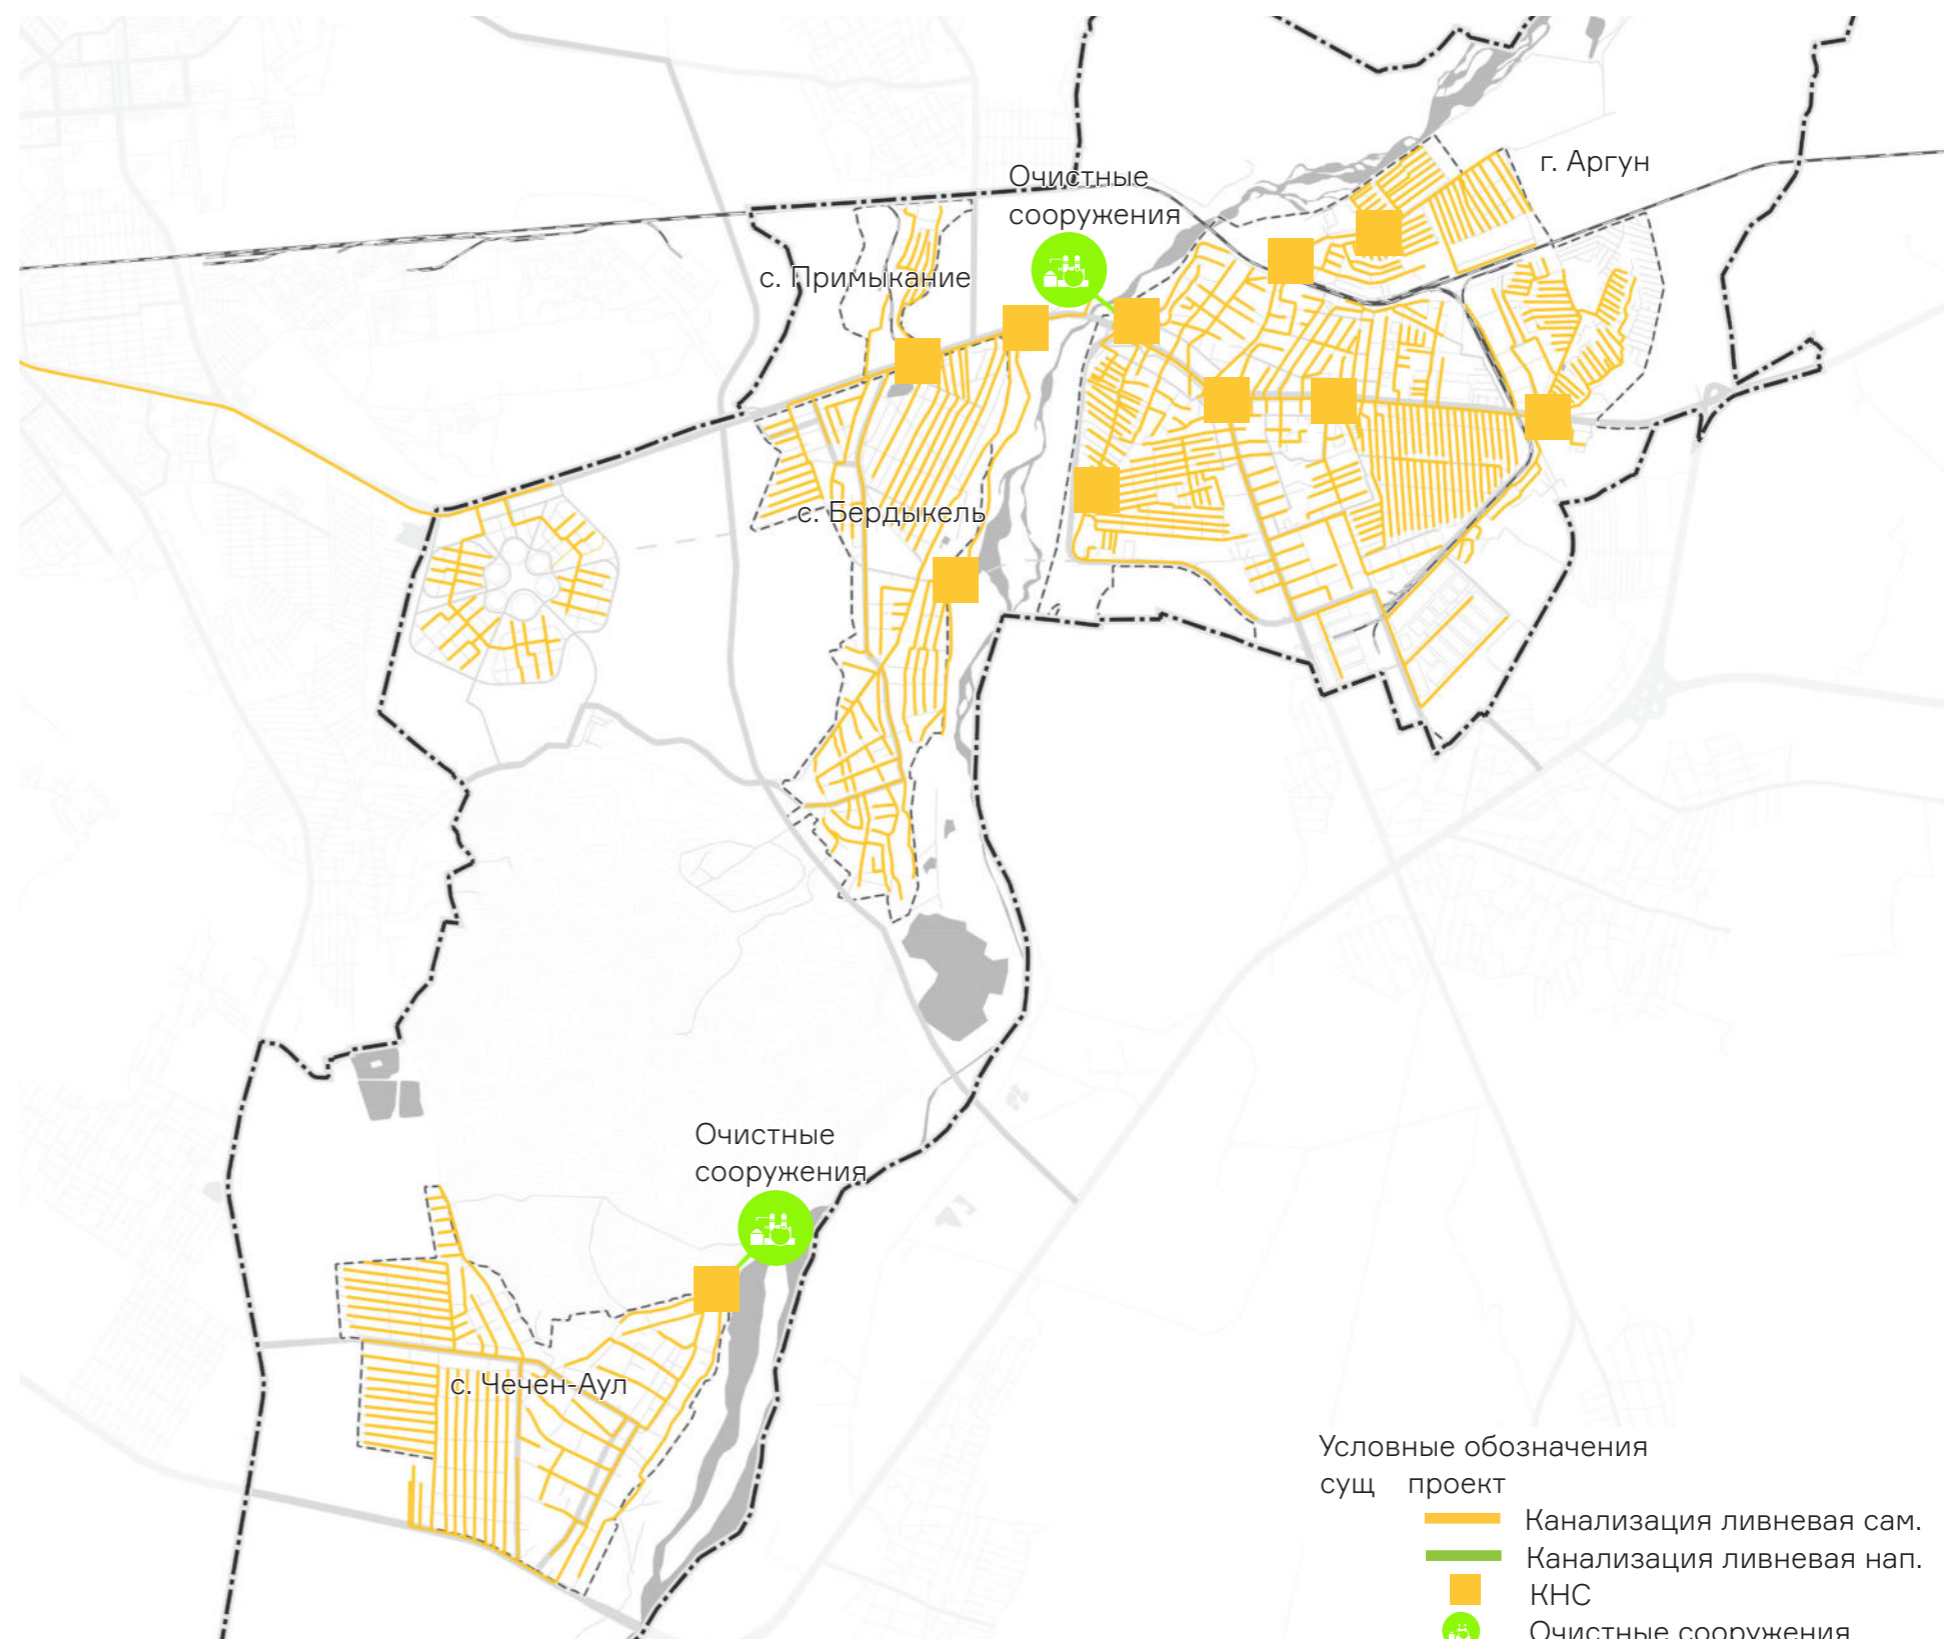 г. Аргун
Очистные
сооружения
с. Примыкание
с. Бердыкель
Очистные
сооружения
с. Чечен-Аул
Условные обозначения
сущ проект
Канализация ливневая сам.
Канализация ливневая нап.
КНС
Очистные сооружения